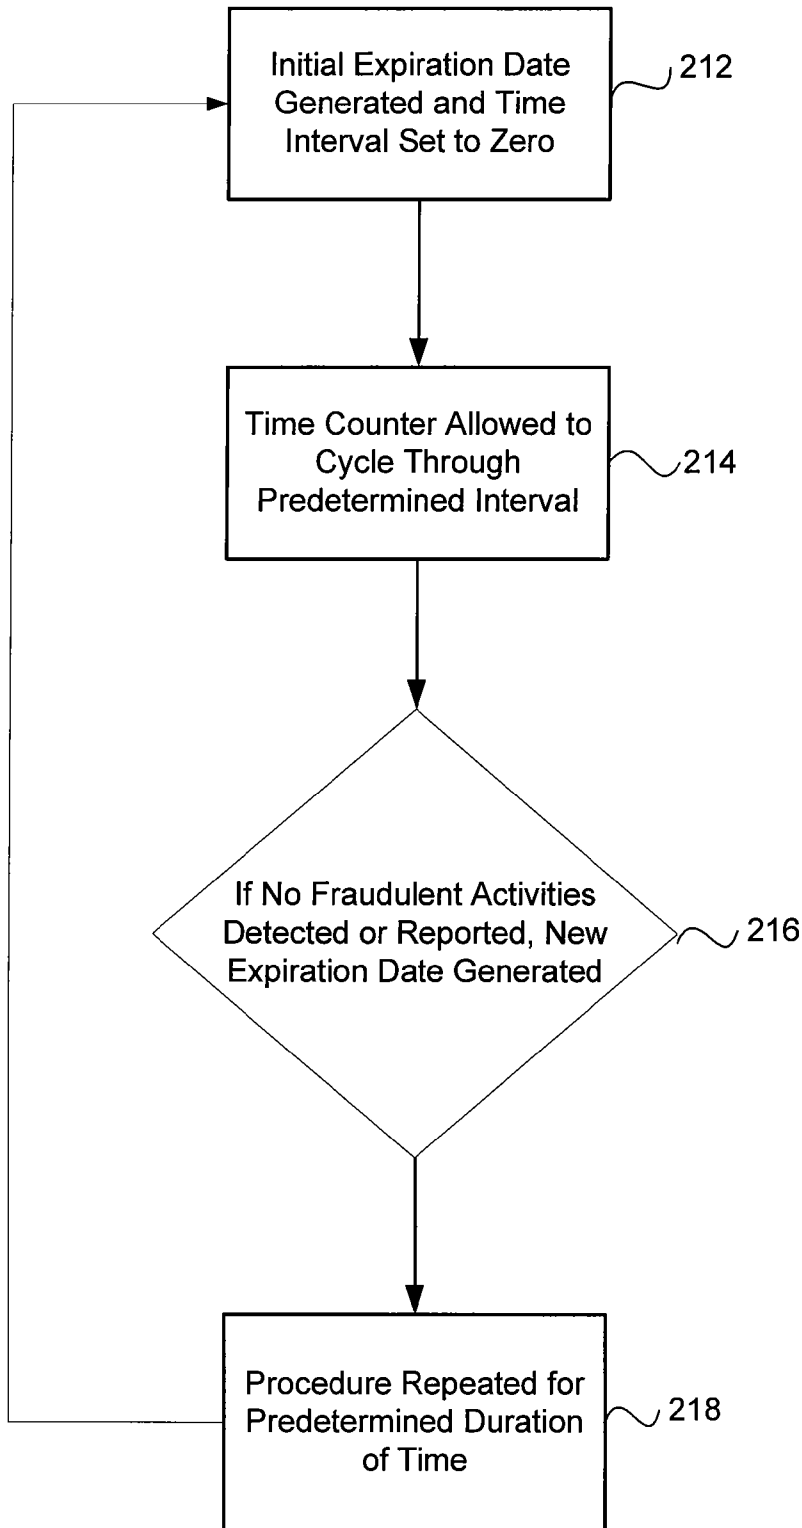 Initial Expiration Date
Generated and Time
Interval Set to Zero
212
Time Counter Allowed to
Cycle Through
Predetermined Interval
214
If No Fraudulent Activities
Detected or Reported, New
Expiration Date Generated
216
Procedure Repeated for
Predetermined Duration
of Time
218